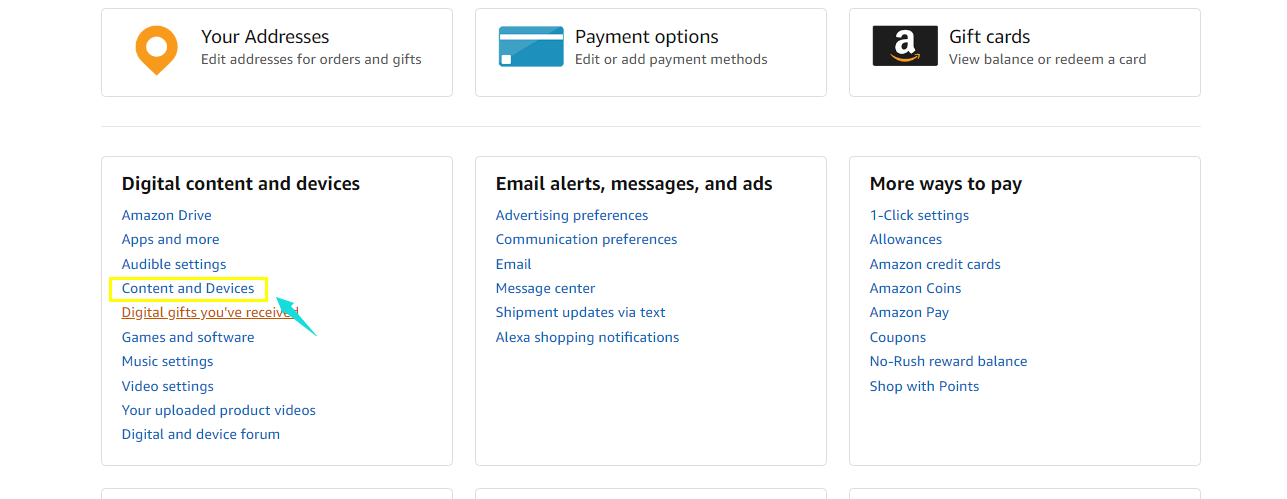 Your Addresses
Edit addresses for orders and gifts
Payment options
Edit or add payment methods
a
Gift cards
View balance or redeem a card
Digital content and devices
Amazon Drive
Apps and more
Audible settings
Content and Devices
Digital gifts you've received
Games and software
Music settings
Video settings
Your uploaded product videos
Digital and device forum
Email alerts, messages, and ads
Advertising preferences
Communication preferences
Email
Message center
Shipment updates via text
Alexa shopping notifications
More ways to pay
1-Click settings
Allowances
Amazon credit cards
Amazon Coins
Amazon Pay
Coupons
No-Rush reward balance
Shop with Points